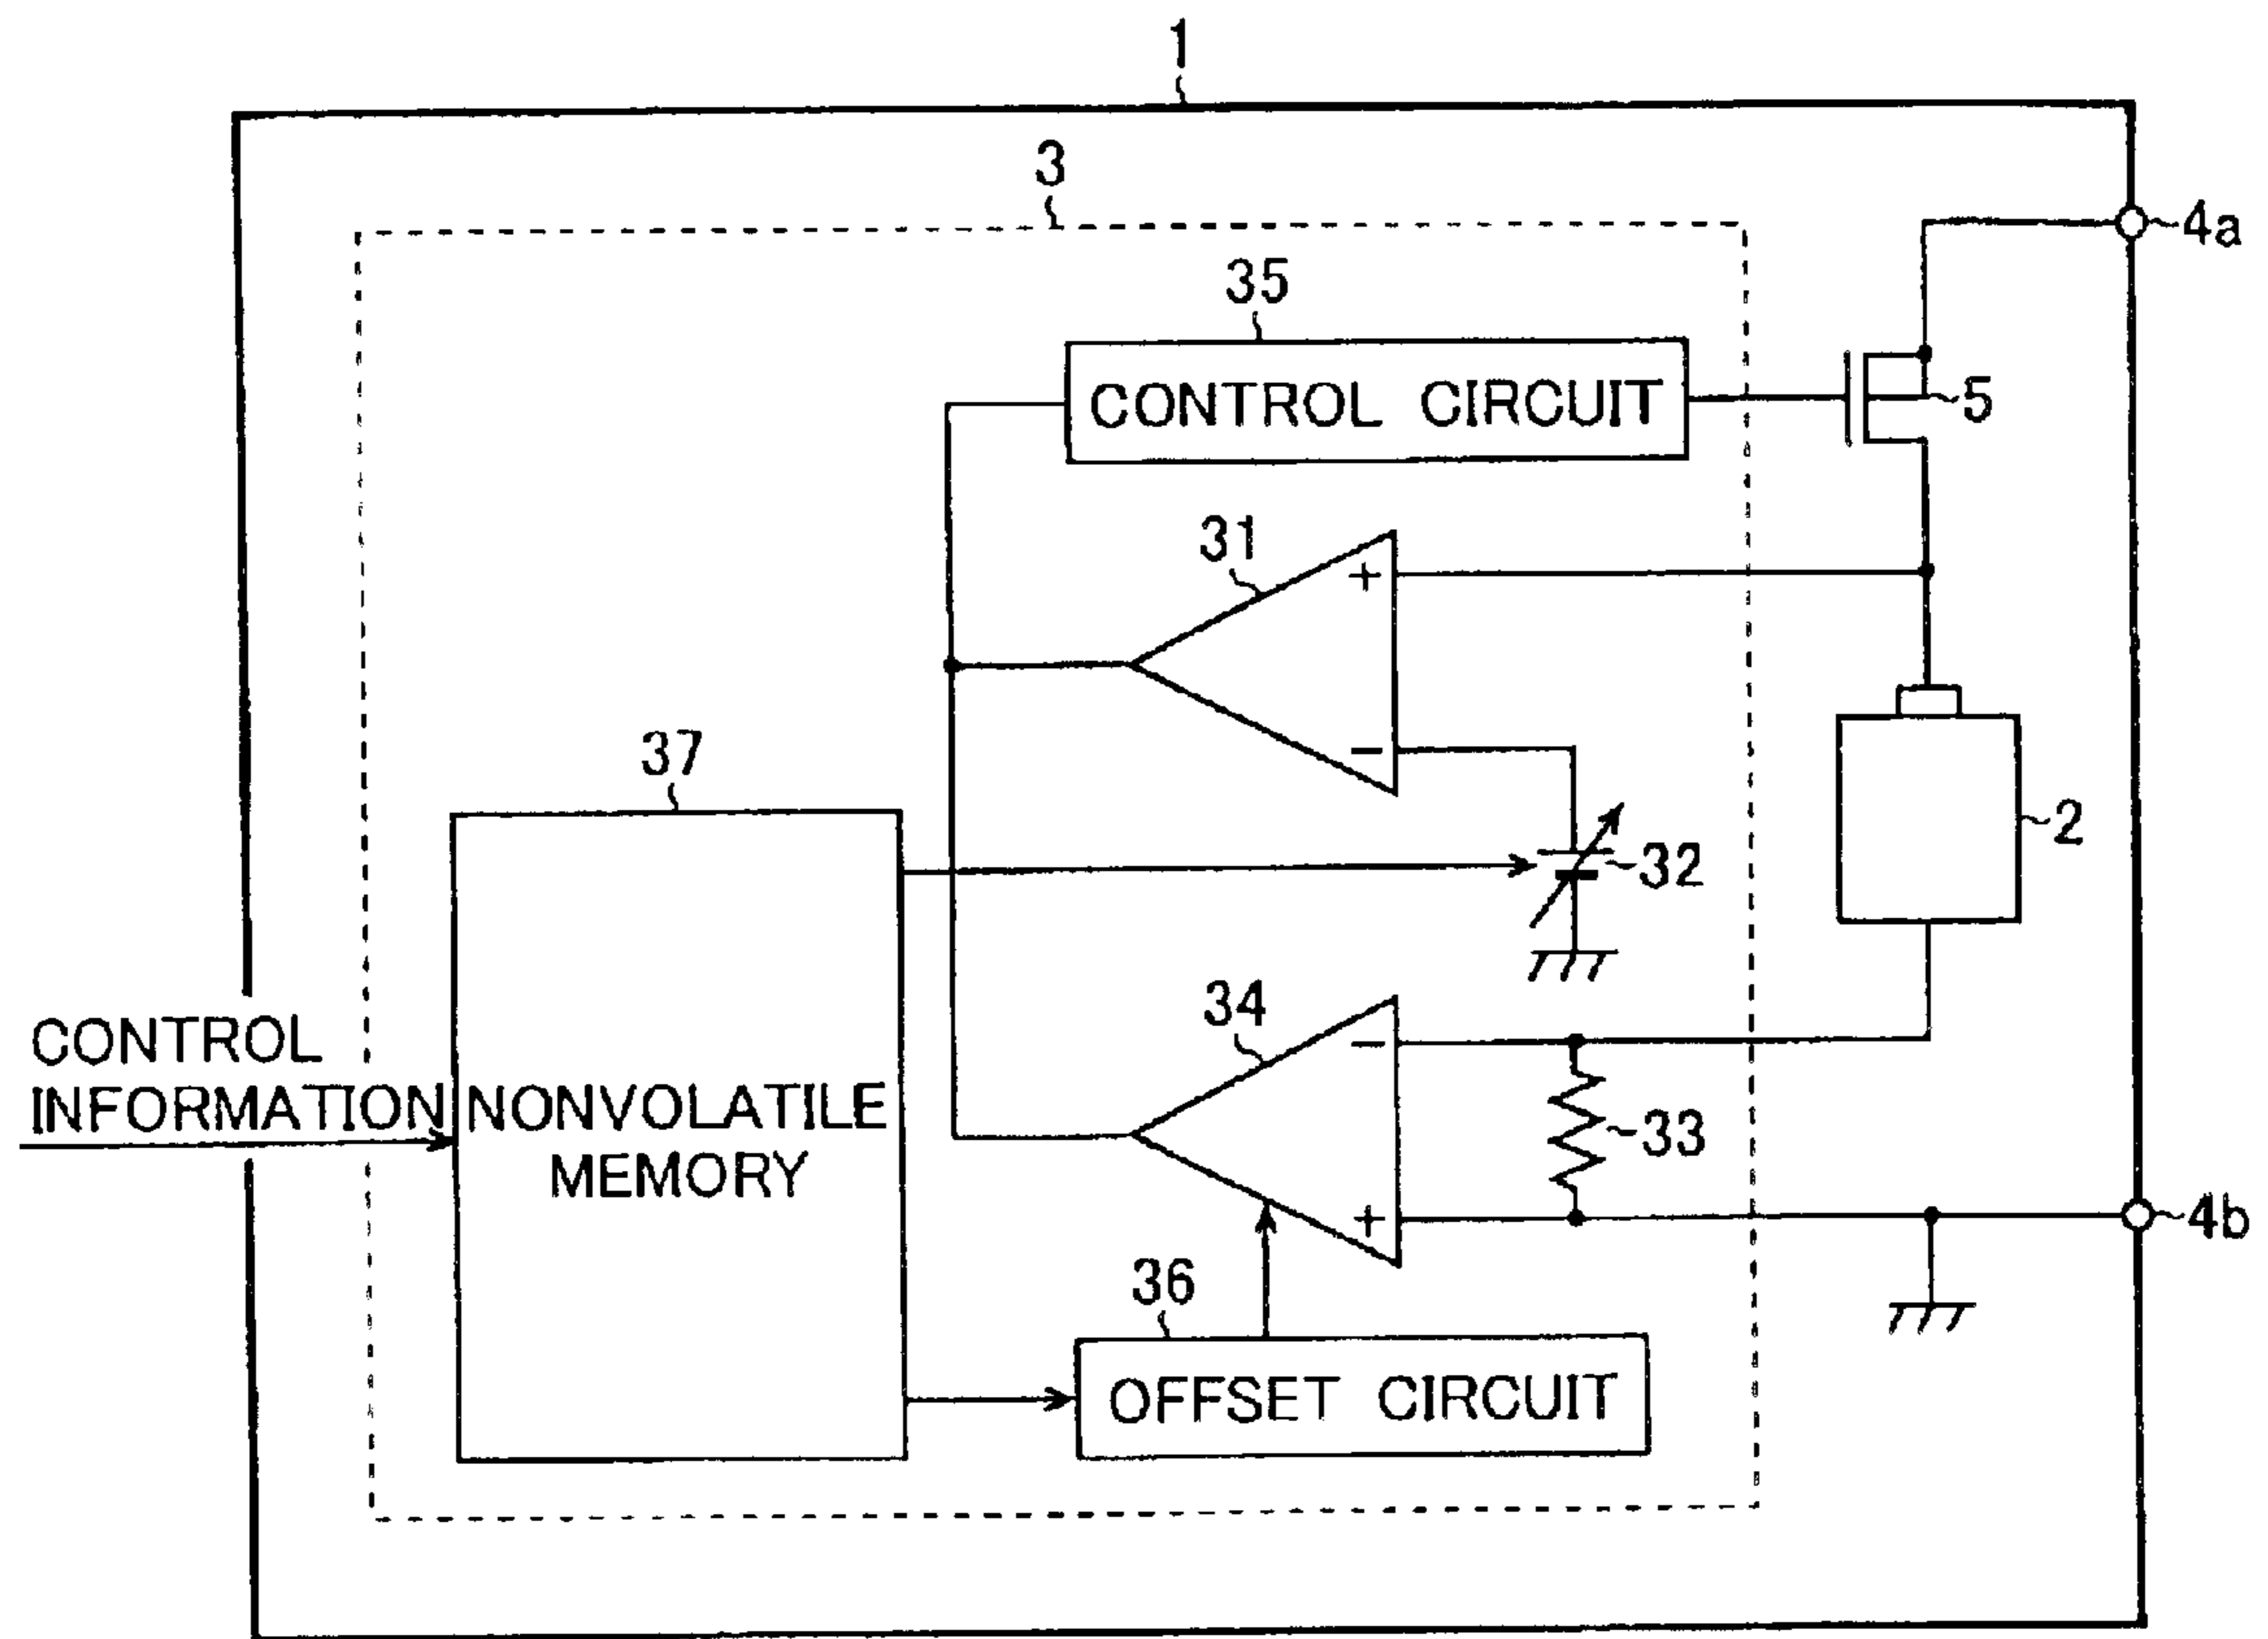 1
3
4a
35
CONTROL CIRCUIT
5
31
+
−
37
2
32
34
CONTROL
INFORMATION
NONVOLATILE
MEMORY
−
33
+
4b
36
OFFSET CIRCUIT